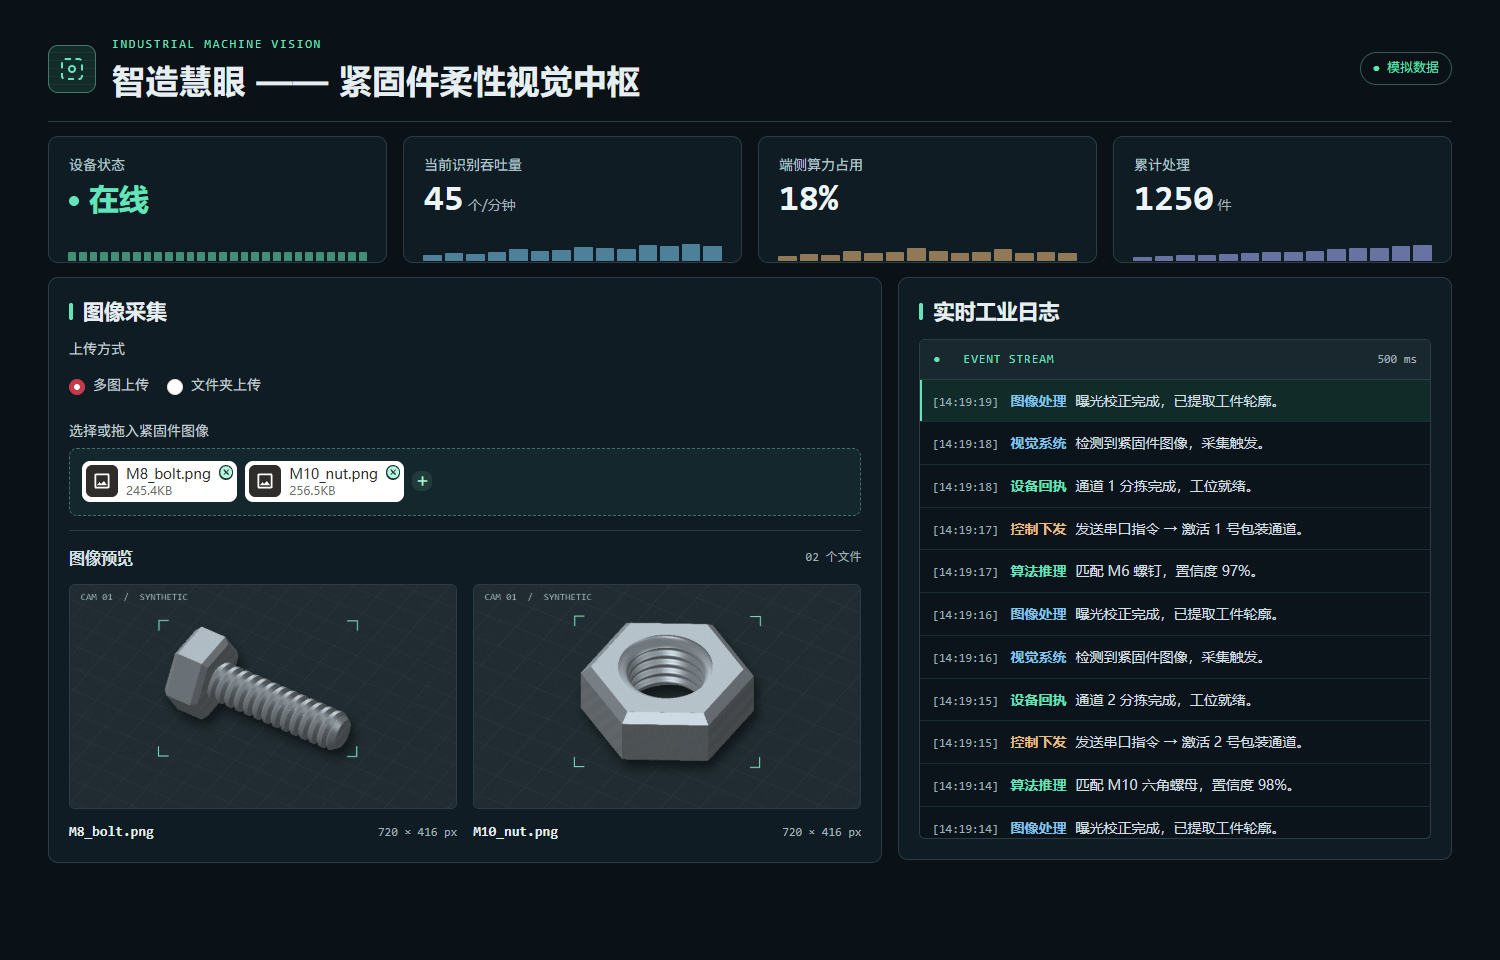 INDUSTRIAL MACHINE VISION
智造慧眼 —— 紧固件柔性视觉中枢
模拟数据
设备状态
在线
当前识别吞吐量
45 个/分钟
端侧算力占用
18%
累计处理
1250 件
图像采集
上传方式
多图上传
文件夹上传
选择或拖入紧固件图像
M8_bolt.png
245.4KB
M10_nut.png
256.5KB
图像预览
02 个文件
CAM 01 / SYNTHETIC
CAM 01 / SYNTHETIC
M8_bolt.png
720 × 416 px
M10_nut.png
720 × 416 px
实时工业日志
EVENT STREAM
500 ms
[14:19:19] 图像处理 曝光校正完成，已提取工件轮廓。
[14:19:18] 视觉系统 检测到紧固件图像，采集触发。
[14:19:18] 设备回执 通道 1 分拣完成，工位就绪。
[14:19:17] 控制下发 发送串口指令 → 激活 1 号包装通道。
[14:19:17] 算法推理 匹配 M6 螺钉，置信度 97%。
[14:19:16] 图像处理 曝光校正完成，已提取工件轮廓。
[14:19:16] 视觉系统 检测到紧固件图像，采集触发。
[14:19:15] 设备回执 通道 2 分拣完成，工位就绪。
[14:19:15] 控制下发 发送串口指令 → 激活 2 号包装通道。
[14:19:14] 算法推理 匹配 M10 六角螺母，置信度 98%。
[14:19:14] 图像处理 曝光校正完成，已提取工件轮廓。